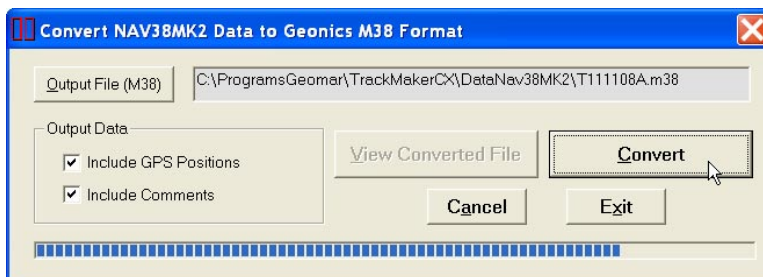 Convert NAV38MK2 Data to Geonics M38 Format
Output File (M38)
C:\ProgramsGeomar\TrackMakerCX\DataNav38MK2\T111108A.m38
Output Data
Include GPS Positions
Include Comments
View Converted File
Convert
Cancel
Exit